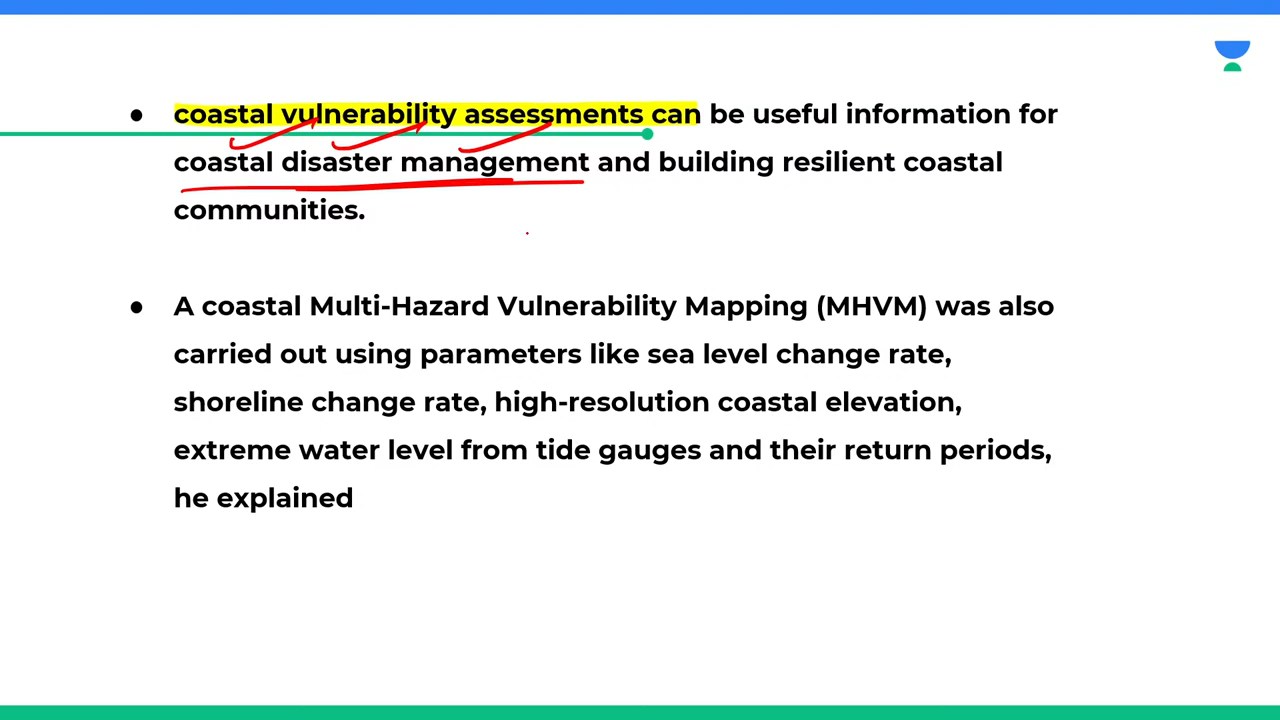 ● coastal vulnerability assessments can be useful information for
coastal disaster management and building resilient coastal
communities.
● A coastal Multi-Hazard Vulnerability Mapping (MHVM) was also
carried out using parameters like sea level change rate,
shoreline change rate, high-resolution coastal elevation,
extreme water level from tide gauges and their return periods,
he explained